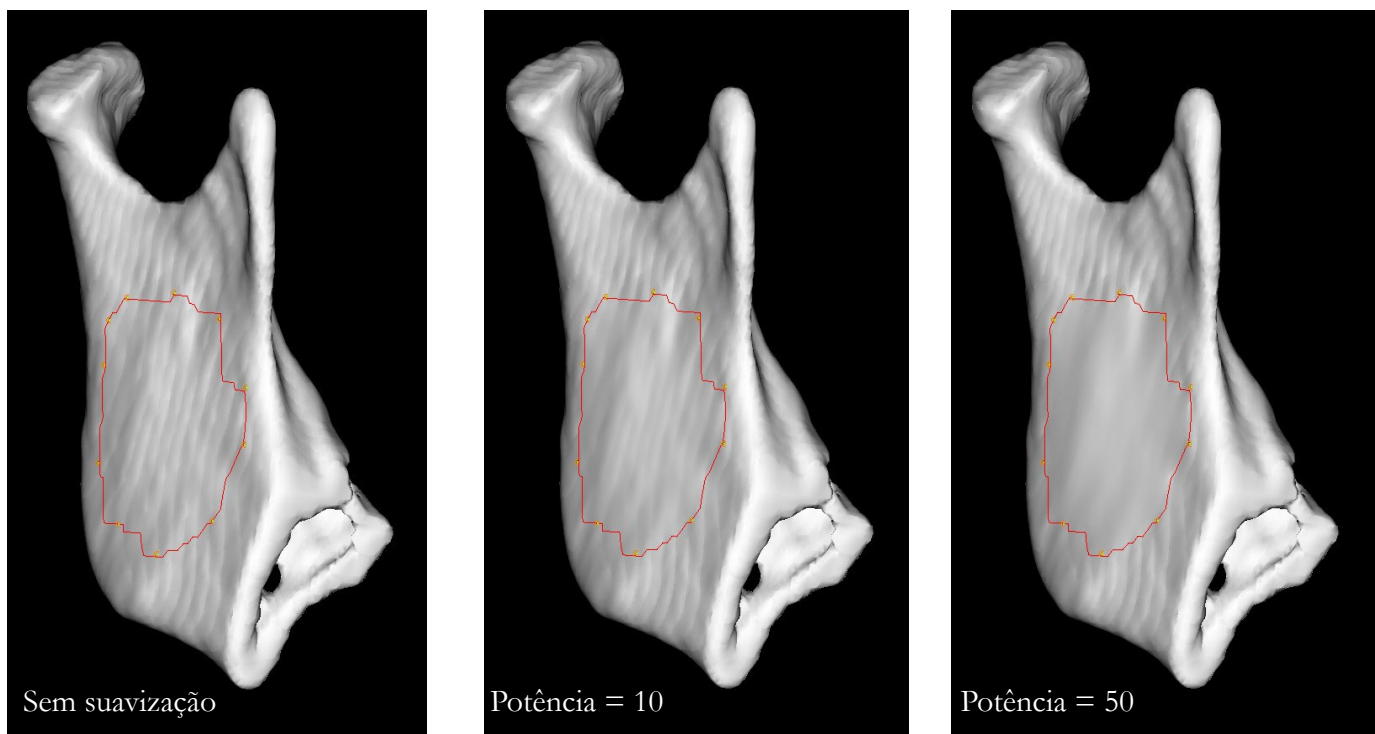 Sem suavização
Potência = 10
Potência = 50